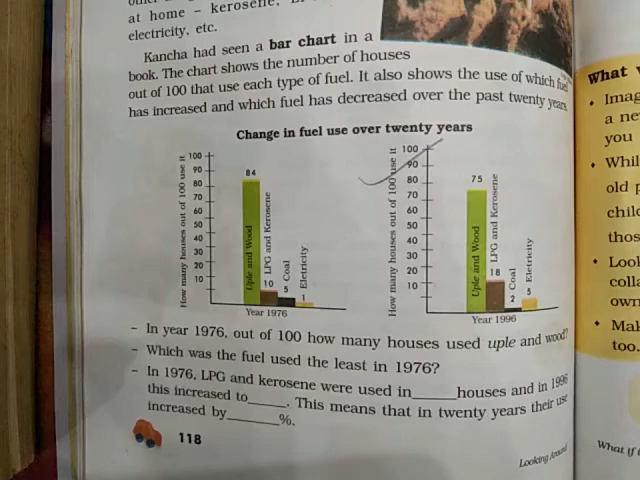 at home – kerosene,
electricity, etc.
Kancha had seen a bar chart in a
book. The chart shows the number of houses
out of 100 that use each type of fuel. It also shows the use of which fuel
has increased and which fuel has decreased over the past twenty years.
Change in fuel use over twenty years
How many houses out of 100 use it
100
90
80
70
60
50
40
30
20
10
84
Uple and Wood
10
LPG and Kerosene
5
Coal
1
Eletricity
Year 1976
How many houses out of 100 use it
100
90
80
70
60
50
40
30
20
10
75
Uple and Wood
18
LPG and Kerosene
2
Coal
5
Eletricity
Year 1996
– In year 1976, out of 100 how many houses used uple and wood?
– Which was the fuel used the least in 1976?
– In 1976, LPG and kerosene were used in_____houses and in 1996
this increased to_____. This means that in twenty years their use
increased by______%.
118
Looking Around
What
• Imag
a ne
you
• Whil
old p
chil
thos
• Look
colla
own
• Mak
too.
What if